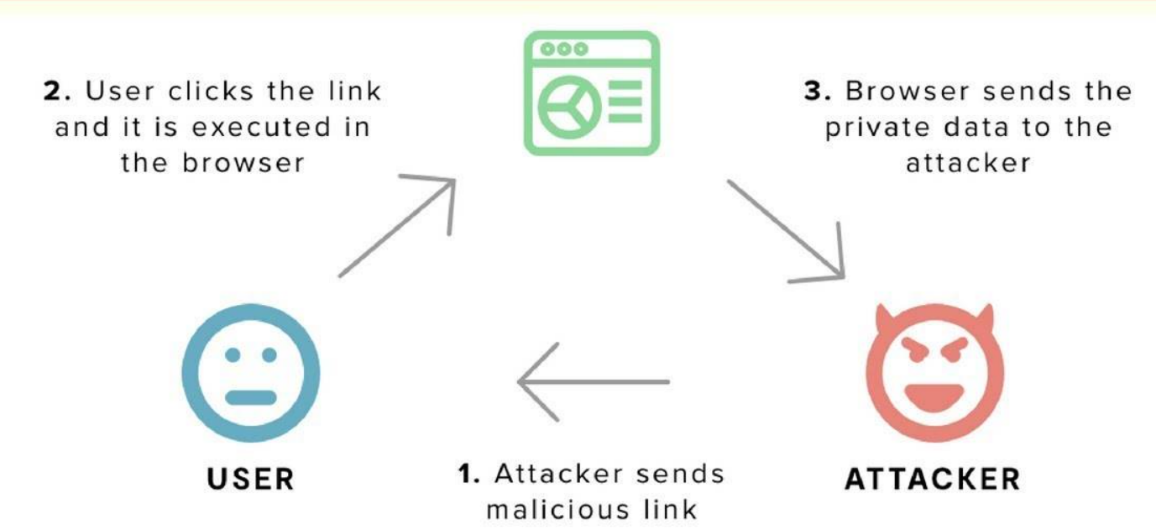 2. User clicks the link
and it is executed in
the browser
3. Browser sends the
private data to the
attacker
USER
1. Attacker sends
malicious link
ATTACKER